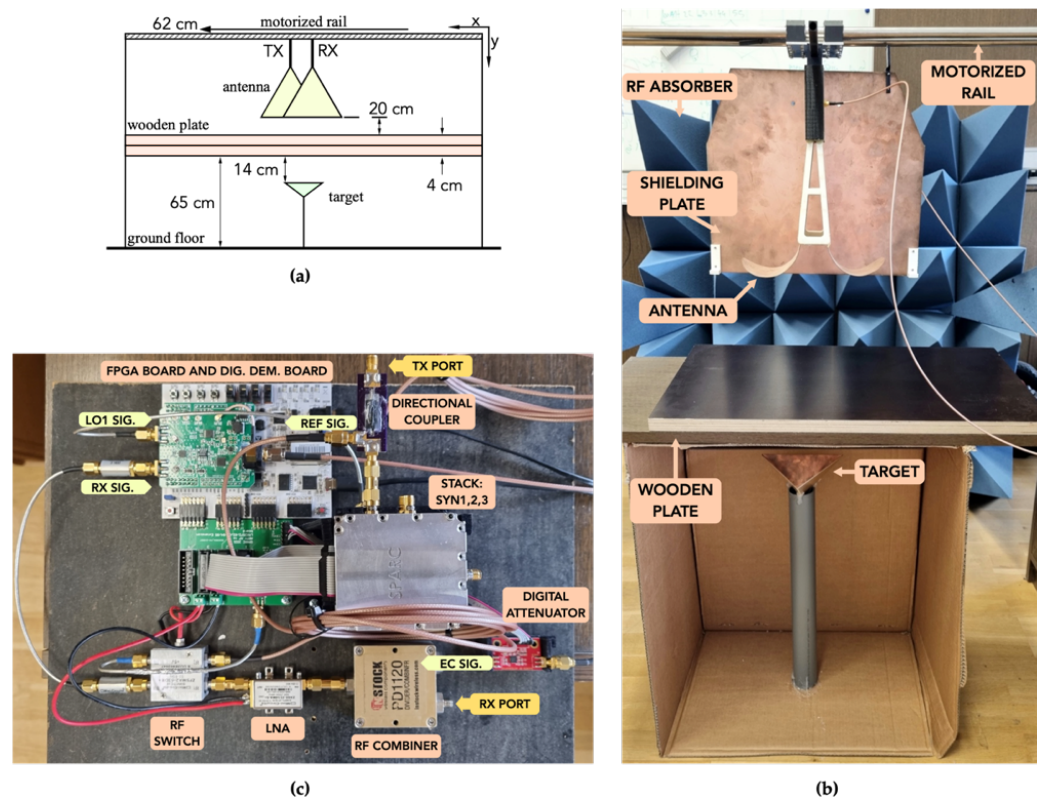 62 cm
motorized rail
x
y
TX
RX
antenna
20 cm
wooden plate
14 cm
4 cm
target
65 cm
ground floor
(a)
RF ABSORBER
MOTORIZED
RAIL
SHIELDING
PLATE
ANTENNA
TARGET
WOODEN
PLATE
(b)
FPGA BOARD AND DIG. DEM. BOARD
TX PORT
DIRECTIONAL
COUPLER
LO1 SIG.
REF SIG.
RX SIG.
STACK:
SYN1,2,3
SPARC
DIGITAL
ATTENUATOR
EC SIG.
STOCK
PD1120
DIVIDER/COMBINER
RX PORT
RF
SWITCH
LNA
RF COMBINER
(c)